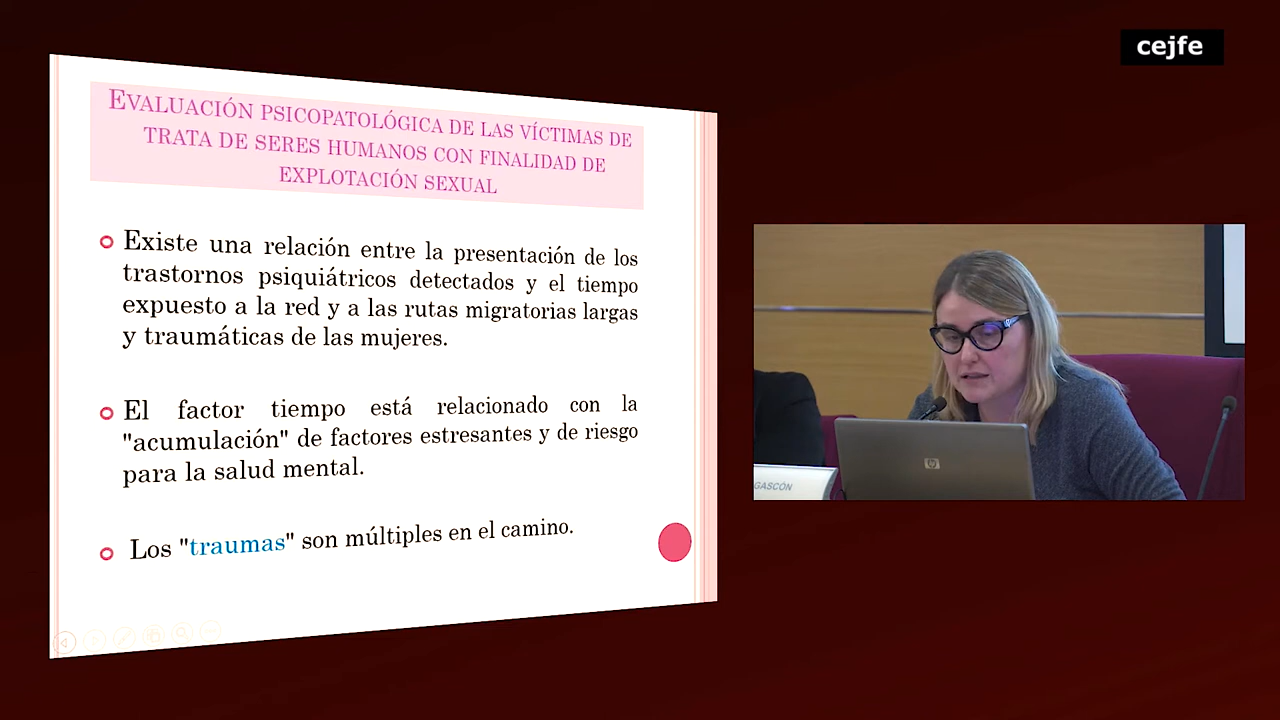 cejfe
EVALUACIÓN PSICOPATOLÓGICA DE LAS VÍCTIMAS DE
TRATA DE SERES HUMANOS CON FINALIDAD DE
EXPLOTACIÓN SEXUAL
Existe una relación entre la presentación de los
trastornos psiquiátricos detectados y el tiempo
expuesto a la red y a las rutas migratorias largas
y traumáticas de las mujeres.
El factor tiempo está relacionado con la
"acumulación" de factores estresantes y de riesgo
para la salud mental.
Los "traumas" son múltiples en el camino.
GASCÓN
hp